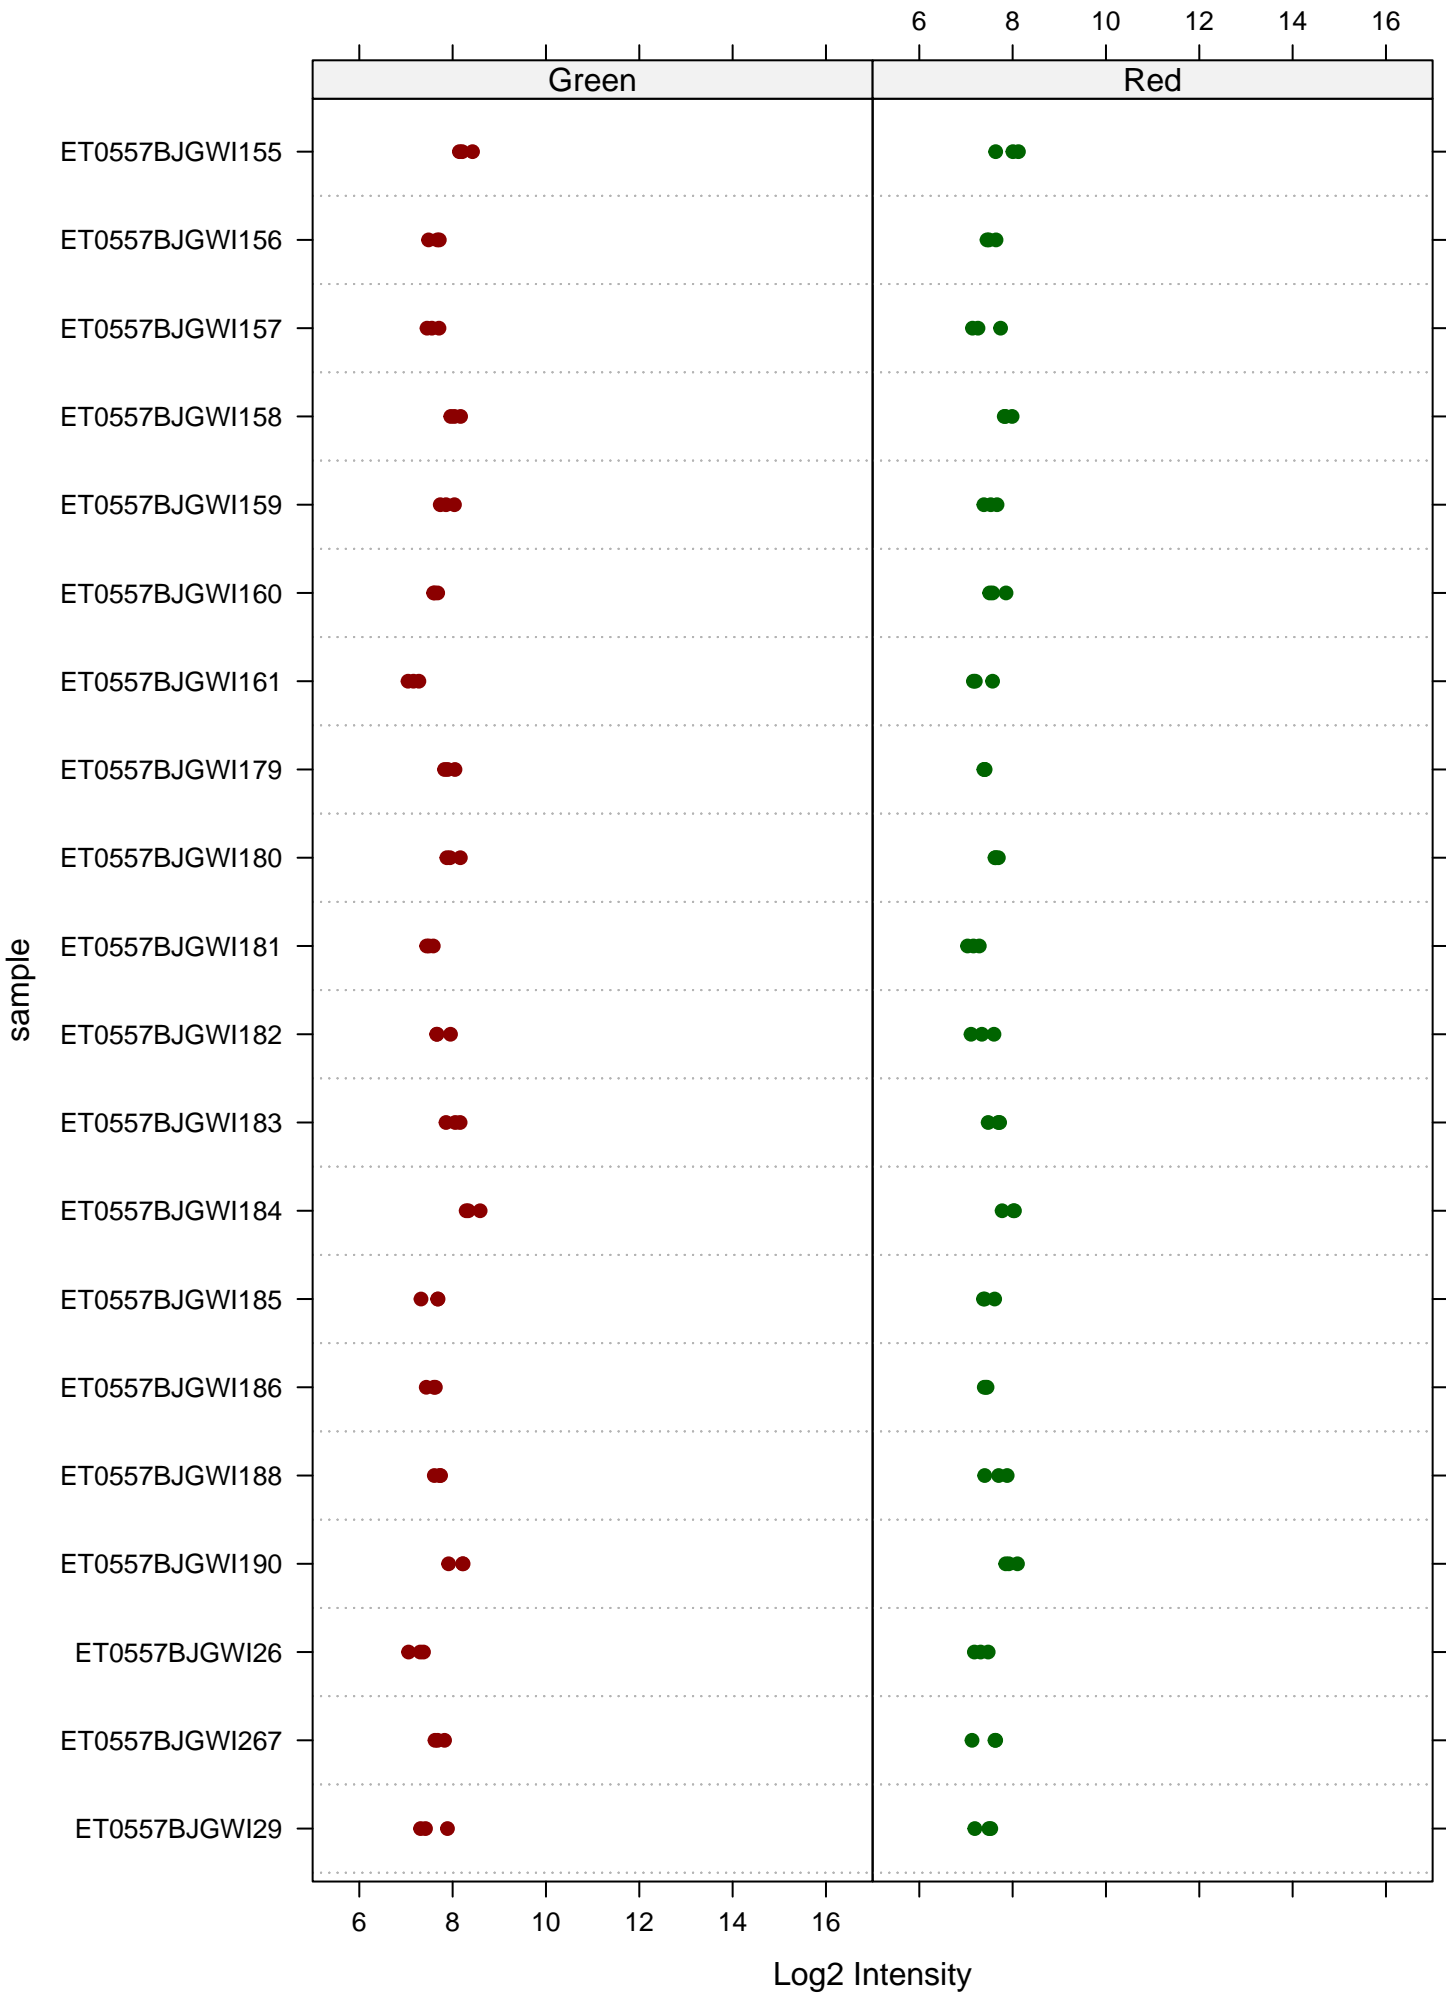 6 8 10 12 14 16
Green Red
ET0557BJGWI155
ET0557BJGWI156
ET0557BJGWI157
ET0557BJGWI158
ET0557BJGWI159
ET0557BJGWI160
ET0557BJGWI161
ET0557BJGWI179
ET0557BJGWI180
ET0557BJGWI181
ET0557BJGWI182
ET0557BJGWI183
ET0557BJGWI184
ET0557BJGWI185
ET0557BJGWI186
ET0557BJGWI188
ET0557BJGWI190
ET0557BJGWI26
ET0557BJGWI267
ET0557BJGWI29
sample
6 8 10 12 14 16
Log2 Intensity